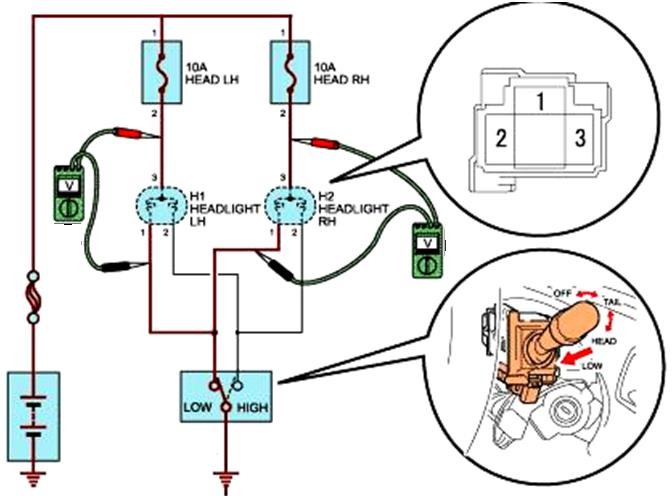 1
1
10A
HEAD LH
10A
HEAD RH
2
2
1
2
3
V
3
3
H1
HEADLIGHT
LH
H2
HEADLIGHT
RH
1
2
1
2
V
OFF
TAIL
HEAD
LOW
LOW
HIGH